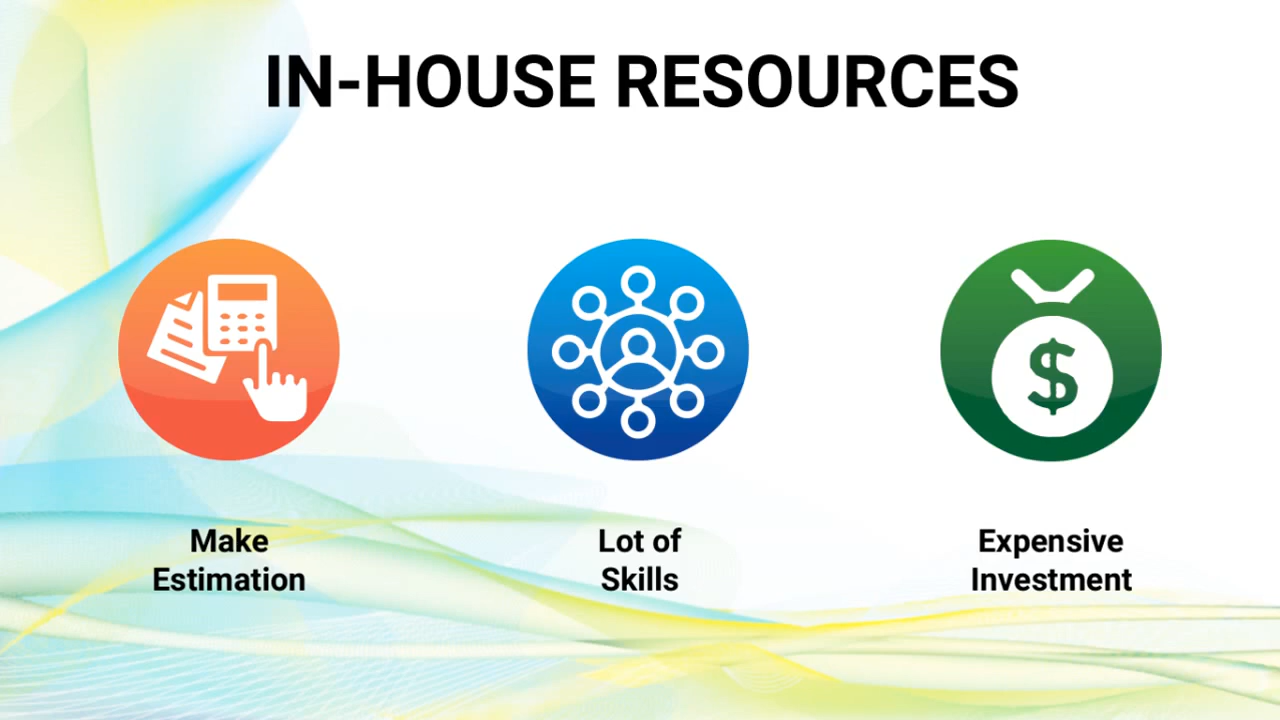 IN-HOUSE RESOURCES
Make
Estimation
Lot of
Skills
$
Expensive
Investment